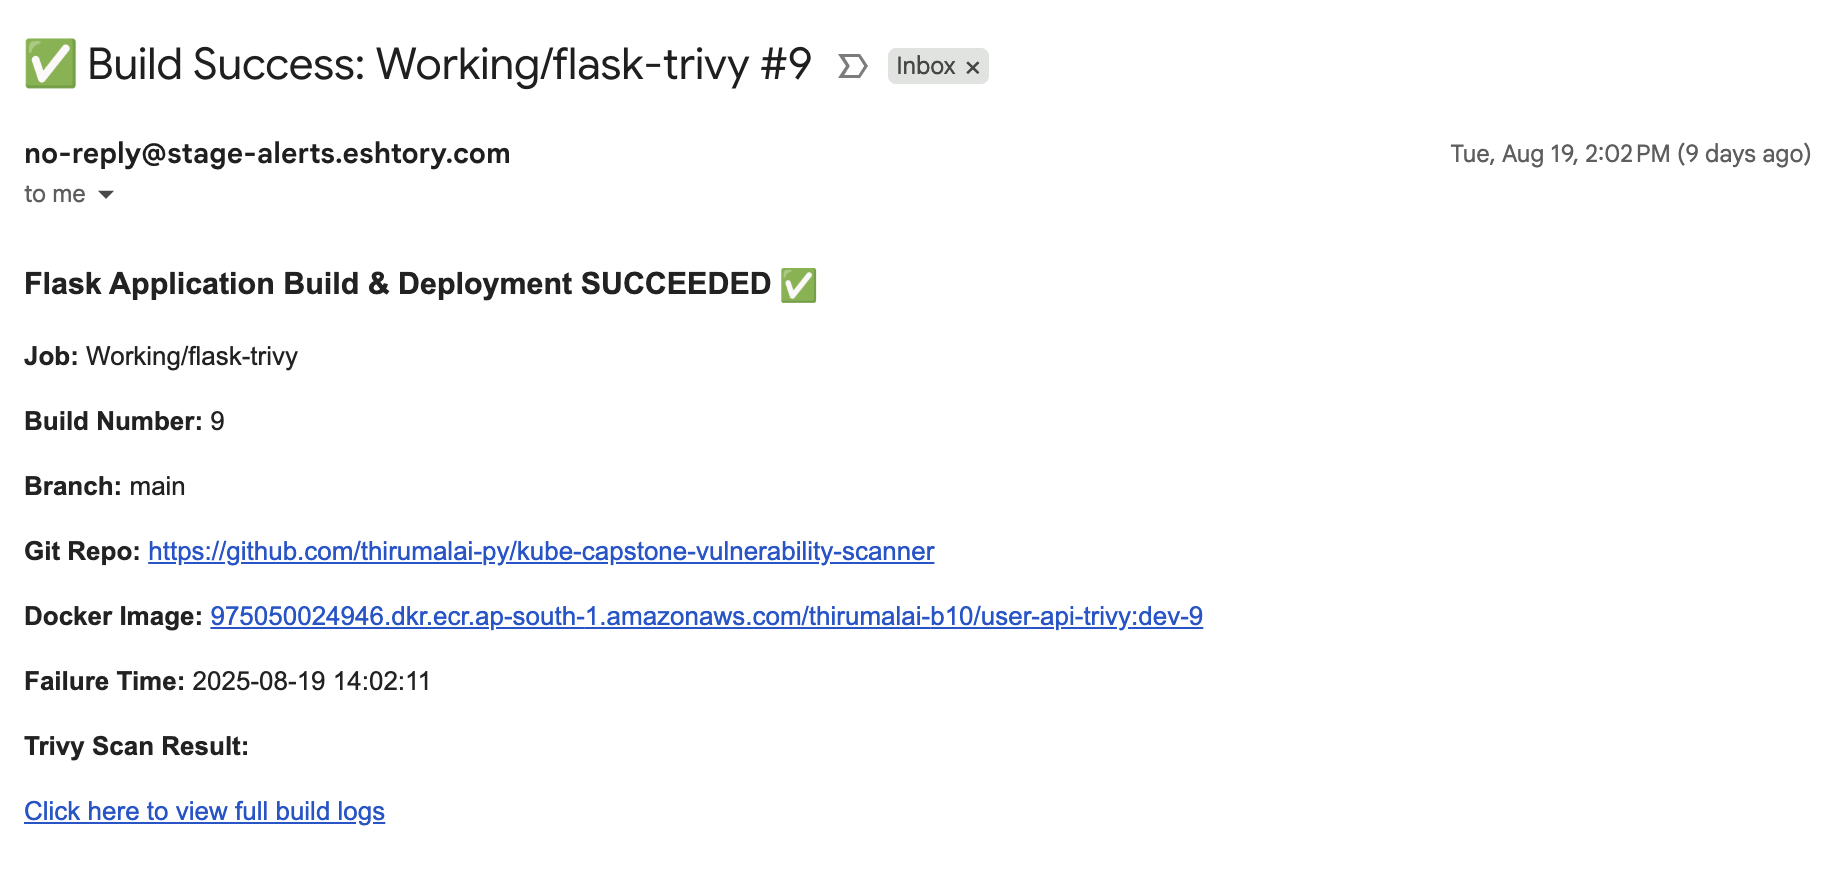 ✅ Build Success: Working/flask-trivy #9 Inbox ×
no-reply@stage-alerts.eshtory.com Tue, Aug 19, 2:02 PM (9 days ago)
to me
Flask Application Build & Deployment SUCCEEDED ✅
Job: Working/flask-trivy
Build Number: 9
Branch: main
Git Repo: https://github.com/thirumalai-py/kube-capstone-vulnerability-scanner
Docker Image: 975050024946.dkr.ecr.ap-south-1.amazonaws.com/thirumalai-b10/user-api-trivy:dev-9
Failure Time: 2025-08-19 14:02:11
Trivy Scan Result:
Click here to view full build logs